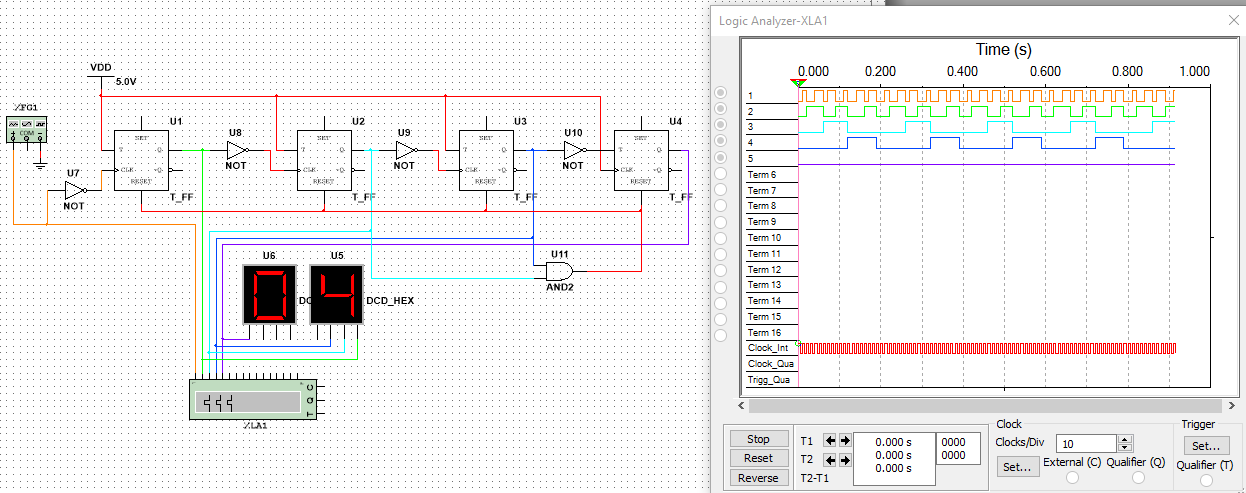 Logic Analyzer-XLA1
VDD
5.0V
XFG1
COM
U1
SET
T Q
CLK ~Q
RESET
T_FF
U7
NOT
U8
NOT
U2
SET
T Q
CLK ~Q
RESET
T_FF
U9
NOT
U3
SET
T Q
CLK ~Q
RESET
T_FF
U10
NOT
U4
SET
T Q
CLK ~Q
RESET
T_FF
U11
AND2
U6
0
DC
U5
4
DCD_HEX
XLA1
C
Q
T
Time (s)
0.000 0.200 0.400 0.600 0.800 1.000
1
2
3
4
5
Term 6
Term 7
Term 8
Term 9
Term 10
Term 11
Term 12
Term 13
Term 14
Term 15
Term 16
Clock_Int
Clock_Qua
Trigg_Qua
Stop
Reset
Reverse
T1
T2
T2-T1
0.000 s
0.000 s
0.000 s
0000
0000
Clock
Clocks/Div 10
Set...
External (C)
Qualifier (Q)
Trigger
Set...
Qualifier (T)